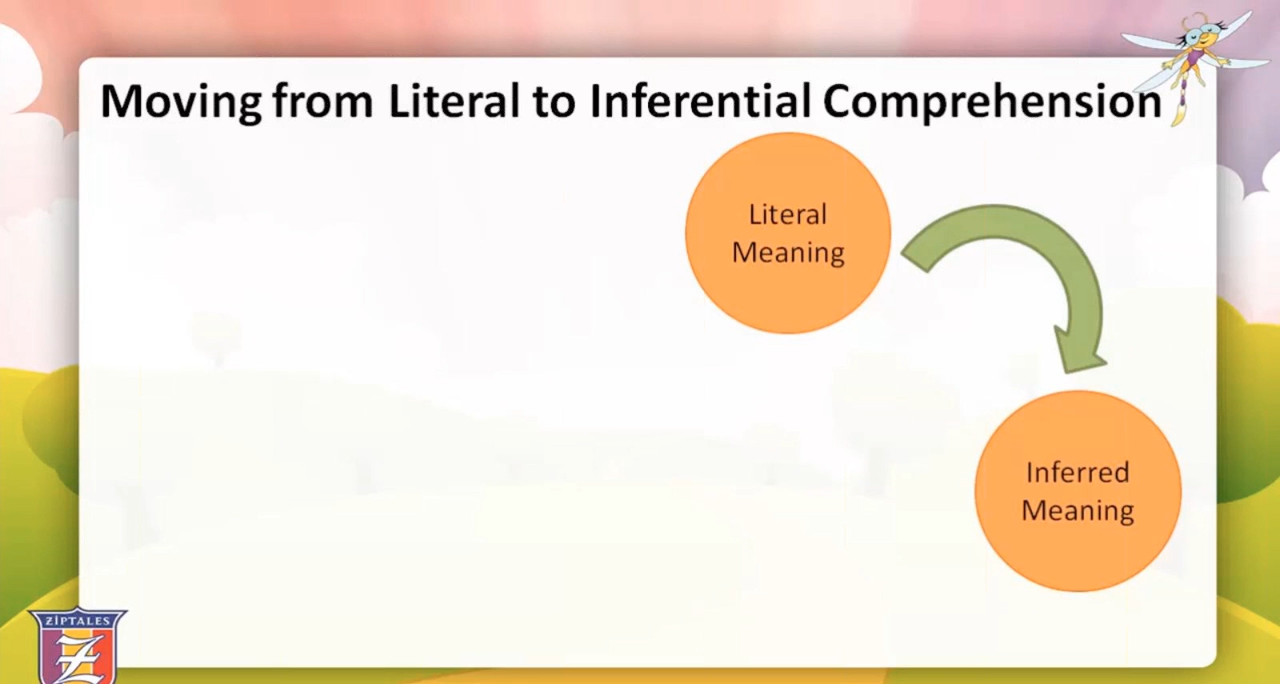 Moving from Literal to Inferential Comprehension
Literal
Meaning
Inferred
Meaning
ZIPTALES
Z